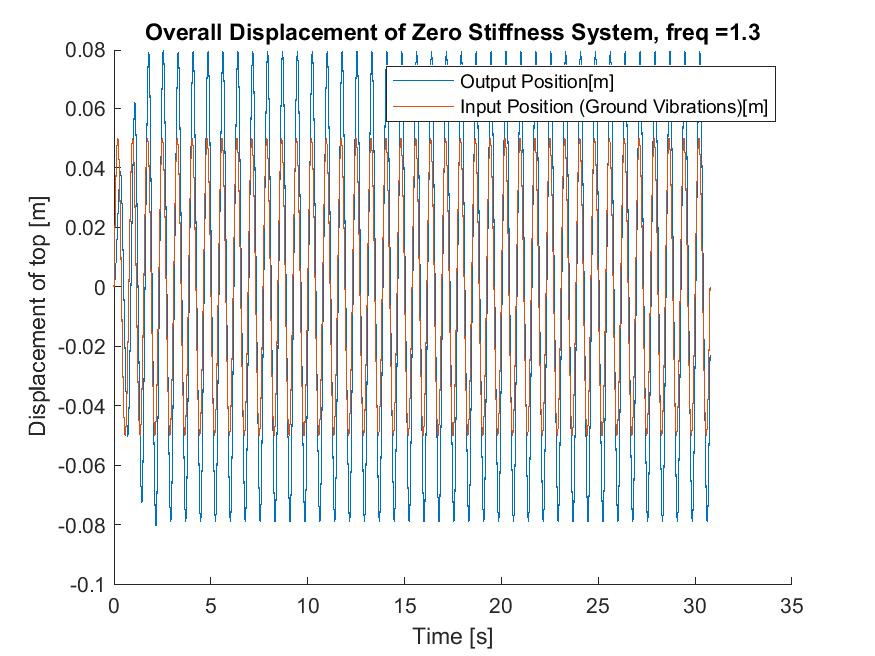 Overall Displacement of Zero Stiffness System, freq =1.3
Output Position[m]
Input Position (Ground Vibrations)[m]
Displacement of top [m]
0.08
0.06
0.04
0.02
0
-0.02
-0.04
-0.06
-0.08
-0.1
0 5 10 15 20 25 30 35
Time [s]